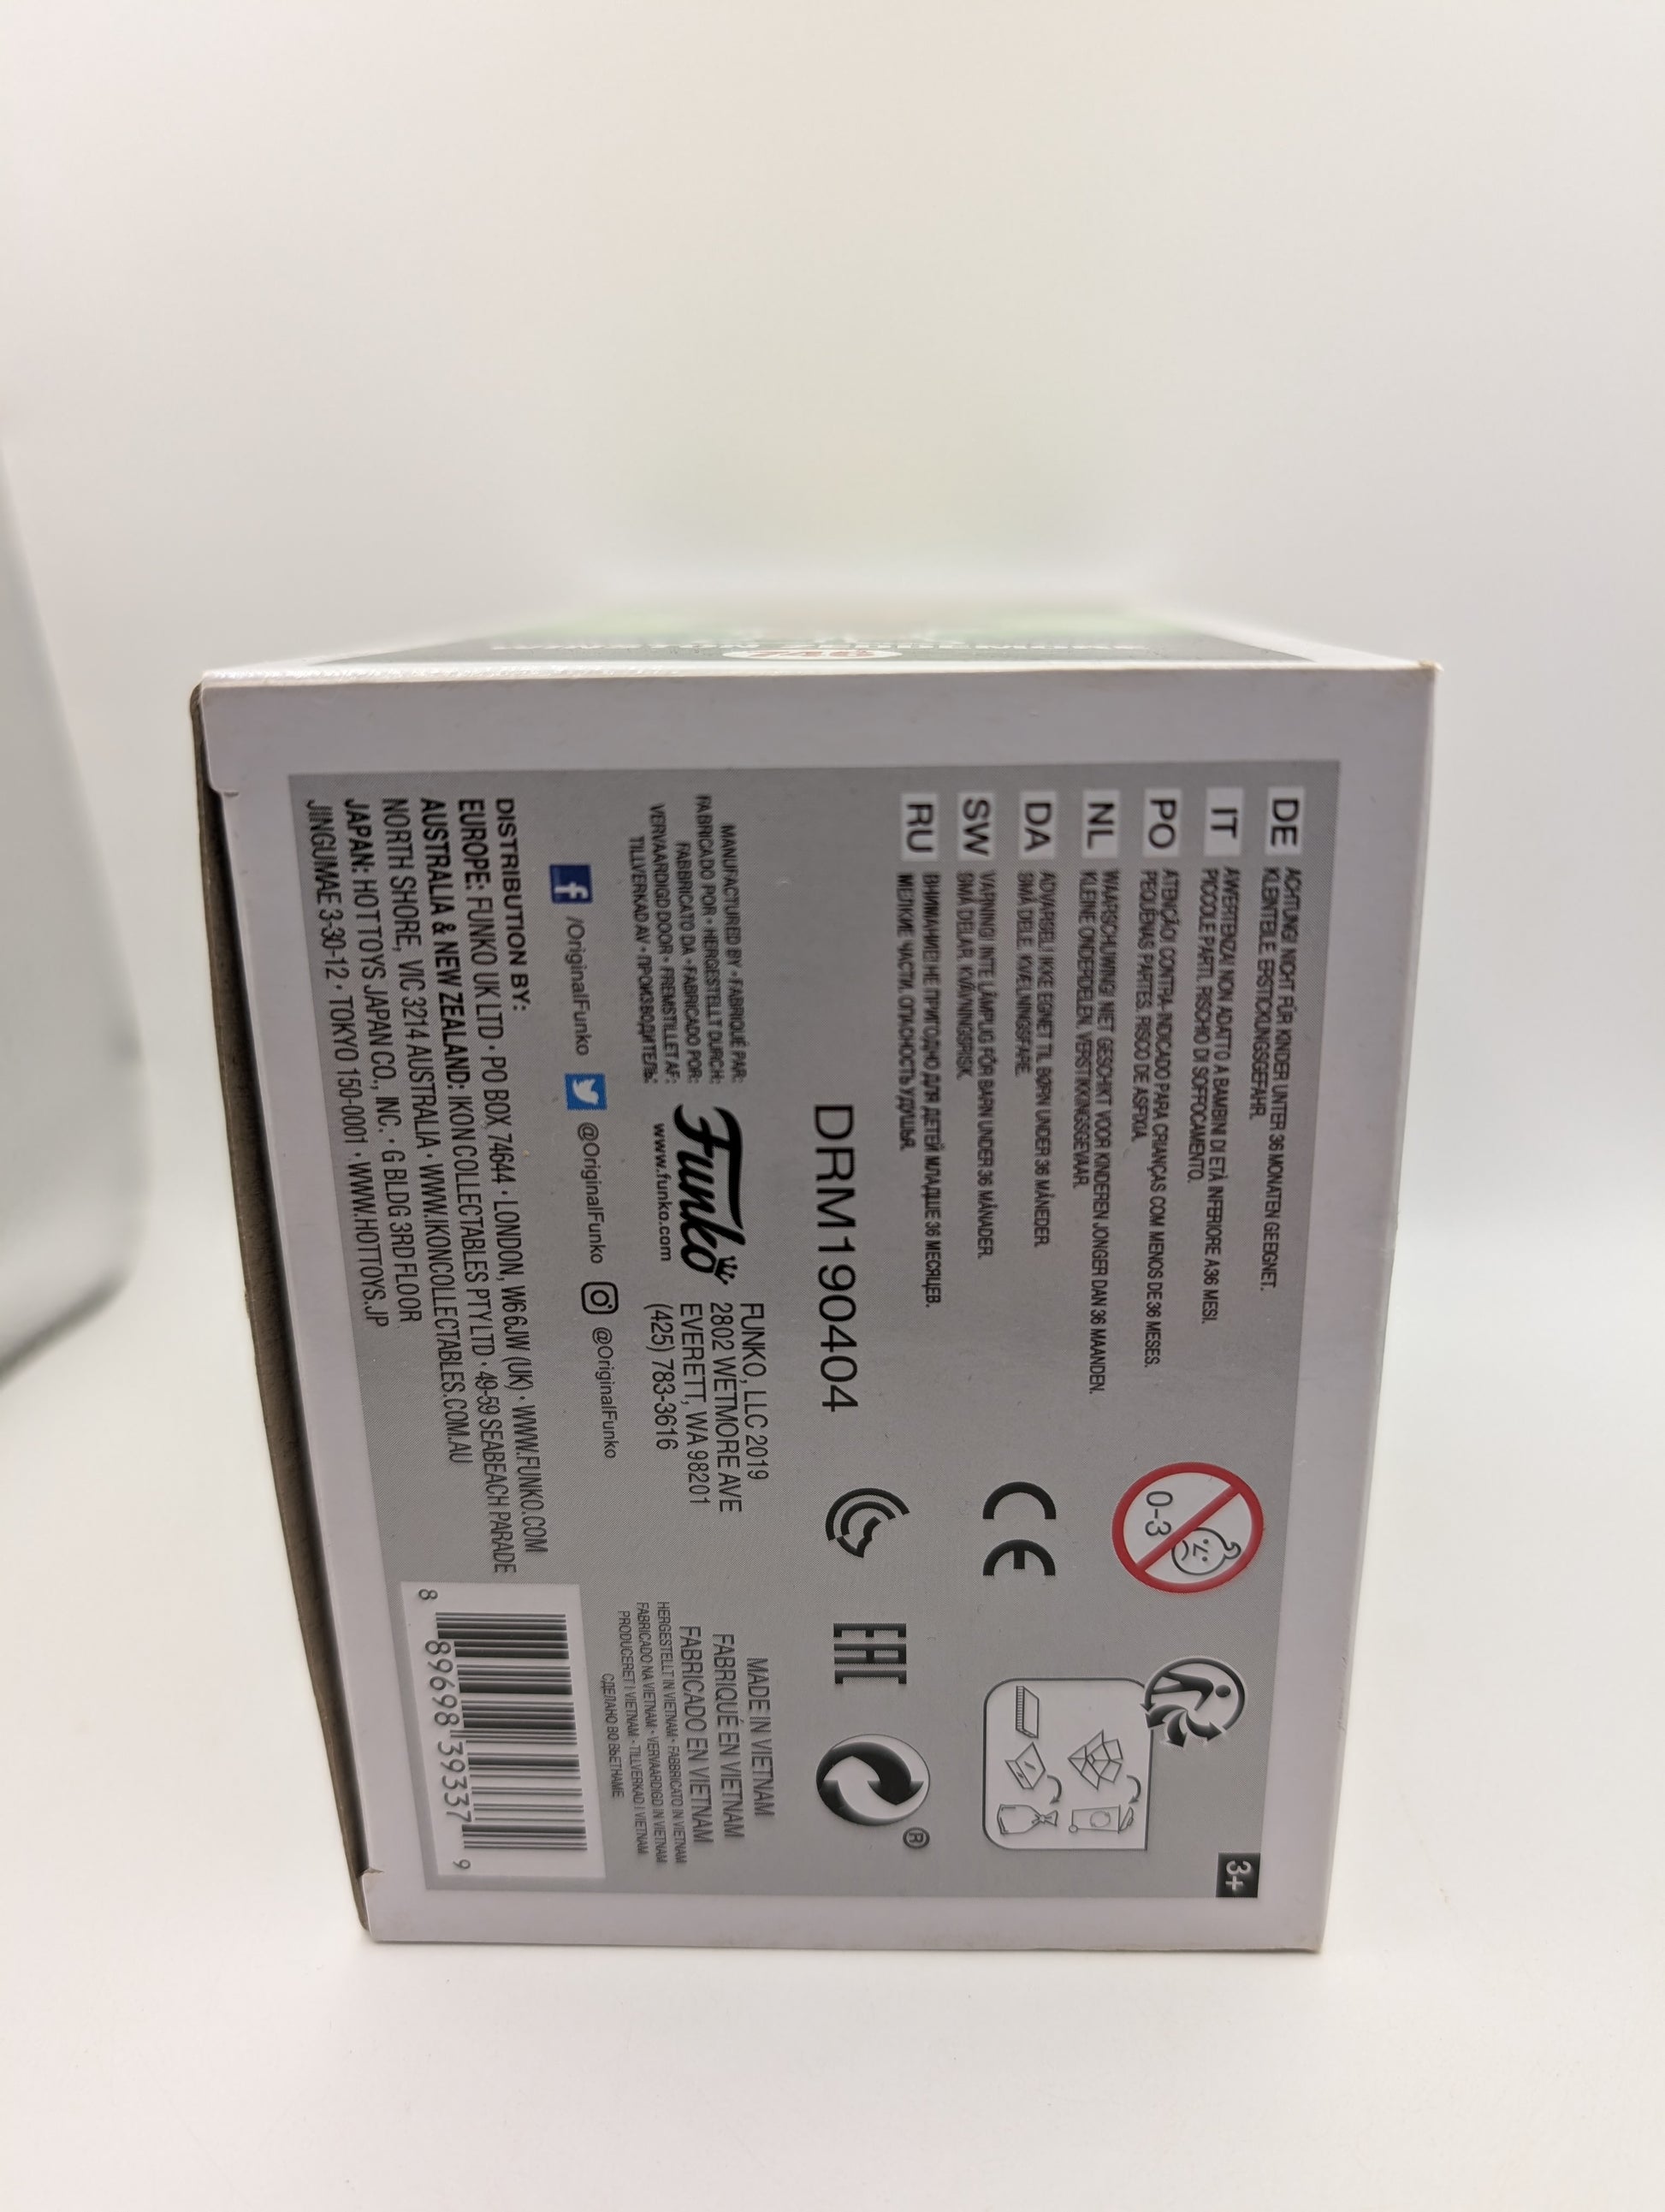 DE ACHTUNG! NICHT FÜR KINDER UNTER 36 MONATEN GEEIGNET.
KLEINTEILE. ERSTICKUNGSGEFAHR.
IT AVVERTENZA! NON ADATTO A BAMBINI DI ETÀ INFERIORE A 36 MESI.
PICCOLE PARTI. RISCHIO DI SOFFOCAMENTO.
PO ATENÇÃO! CONTRA-INDICADO PARA CRIANÇAS COM MENOS DE 36 MESES.
PEQUENAS PARTES. RISCO DE ASFIXIA.
NL WAARSCHUWING! NIET GESCHIKT VOOR KINDEREN JONGER DAN 36 MAANDEN.
KLEINE ONDERDELEN. VERSTIKKINGSGEVAAR.
DA ADVARSEL! IKKE EGNET TIL BØRN UNDER 36 MÅNEDER.
SMÅ DELE. KVÆLNINGSFARE.
SW VARNING! INTE LÄMPLIG FÖR BARN UNDER 36 MÅNADER.
SMÅ DELAR. KVÄVNINGSRISK.
RU ВНИМАНИЕ! НЕ ПРИГОДНО ДЛЯ ДЕТЕЙ МЛАДШЕ 36 МЕСЯЦЕВ.
МЕЛКИЕ ЧАСТИ. ОПАСНОСТЬ УДУШЬЯ.
0-3
3+
CE
EAC
®
DRM190404
MANUFACTURED BY • FABRIQUÉ PAR:
FABRICADO POR • HERGESTELLT DURCH:
FABBRICATO DA • FABRICADO POR:
VERVAARDIGD DOOR • FREMSTILLET AF:
TILLVERKAD AV • ПРОИЗВОДИТЕЛЬ:
Funko
www.funko.com
FUNKO, LLC 2019
2802 WETMORE AVE
EVERETT, WA 98201
(425) 783-3616
MADE IN VIETNAM
FABRIQUÉ EN VIETNAM
FABRICADO EN VIETNAM
HERGESTELLT IN VIETNAM • FABBRICATO IN VIETNAM
FABRICADO NA VIETNAM • VERVAARDIGD IN VIETNAM
PRODUCERET I VIETNAM • TILLVERKAD I VIETNAM
СДЕЛАНО ВО ВЬЕТНАМЕ
/OriginalFunko @OriginalFunko @OriginalFunko
DISTRIBUTION BY:
EUROPE: FUNKO UK LTD • PO BOX 74644 • LONDON, W6 6JW (UK) • WWW.FUNKO.COM
AUSTRALIA & NEW ZEALAND: IKON COLLECTABLES PTY LTD • 49-59 SEABEACH PARADE
NORTH SHORE, VIC 3214 AUSTRALIA • WWW.IKONCOLLECTABLES.COM.AU
JAPAN: HOT TOYS JAPAN CO., INC. • G BLDG 3RD FLOOR
JINGUMAE 3-30-12 • TOKYO 150-0001 • WWW.HOTTOYS.JP
8 89698 39337 9